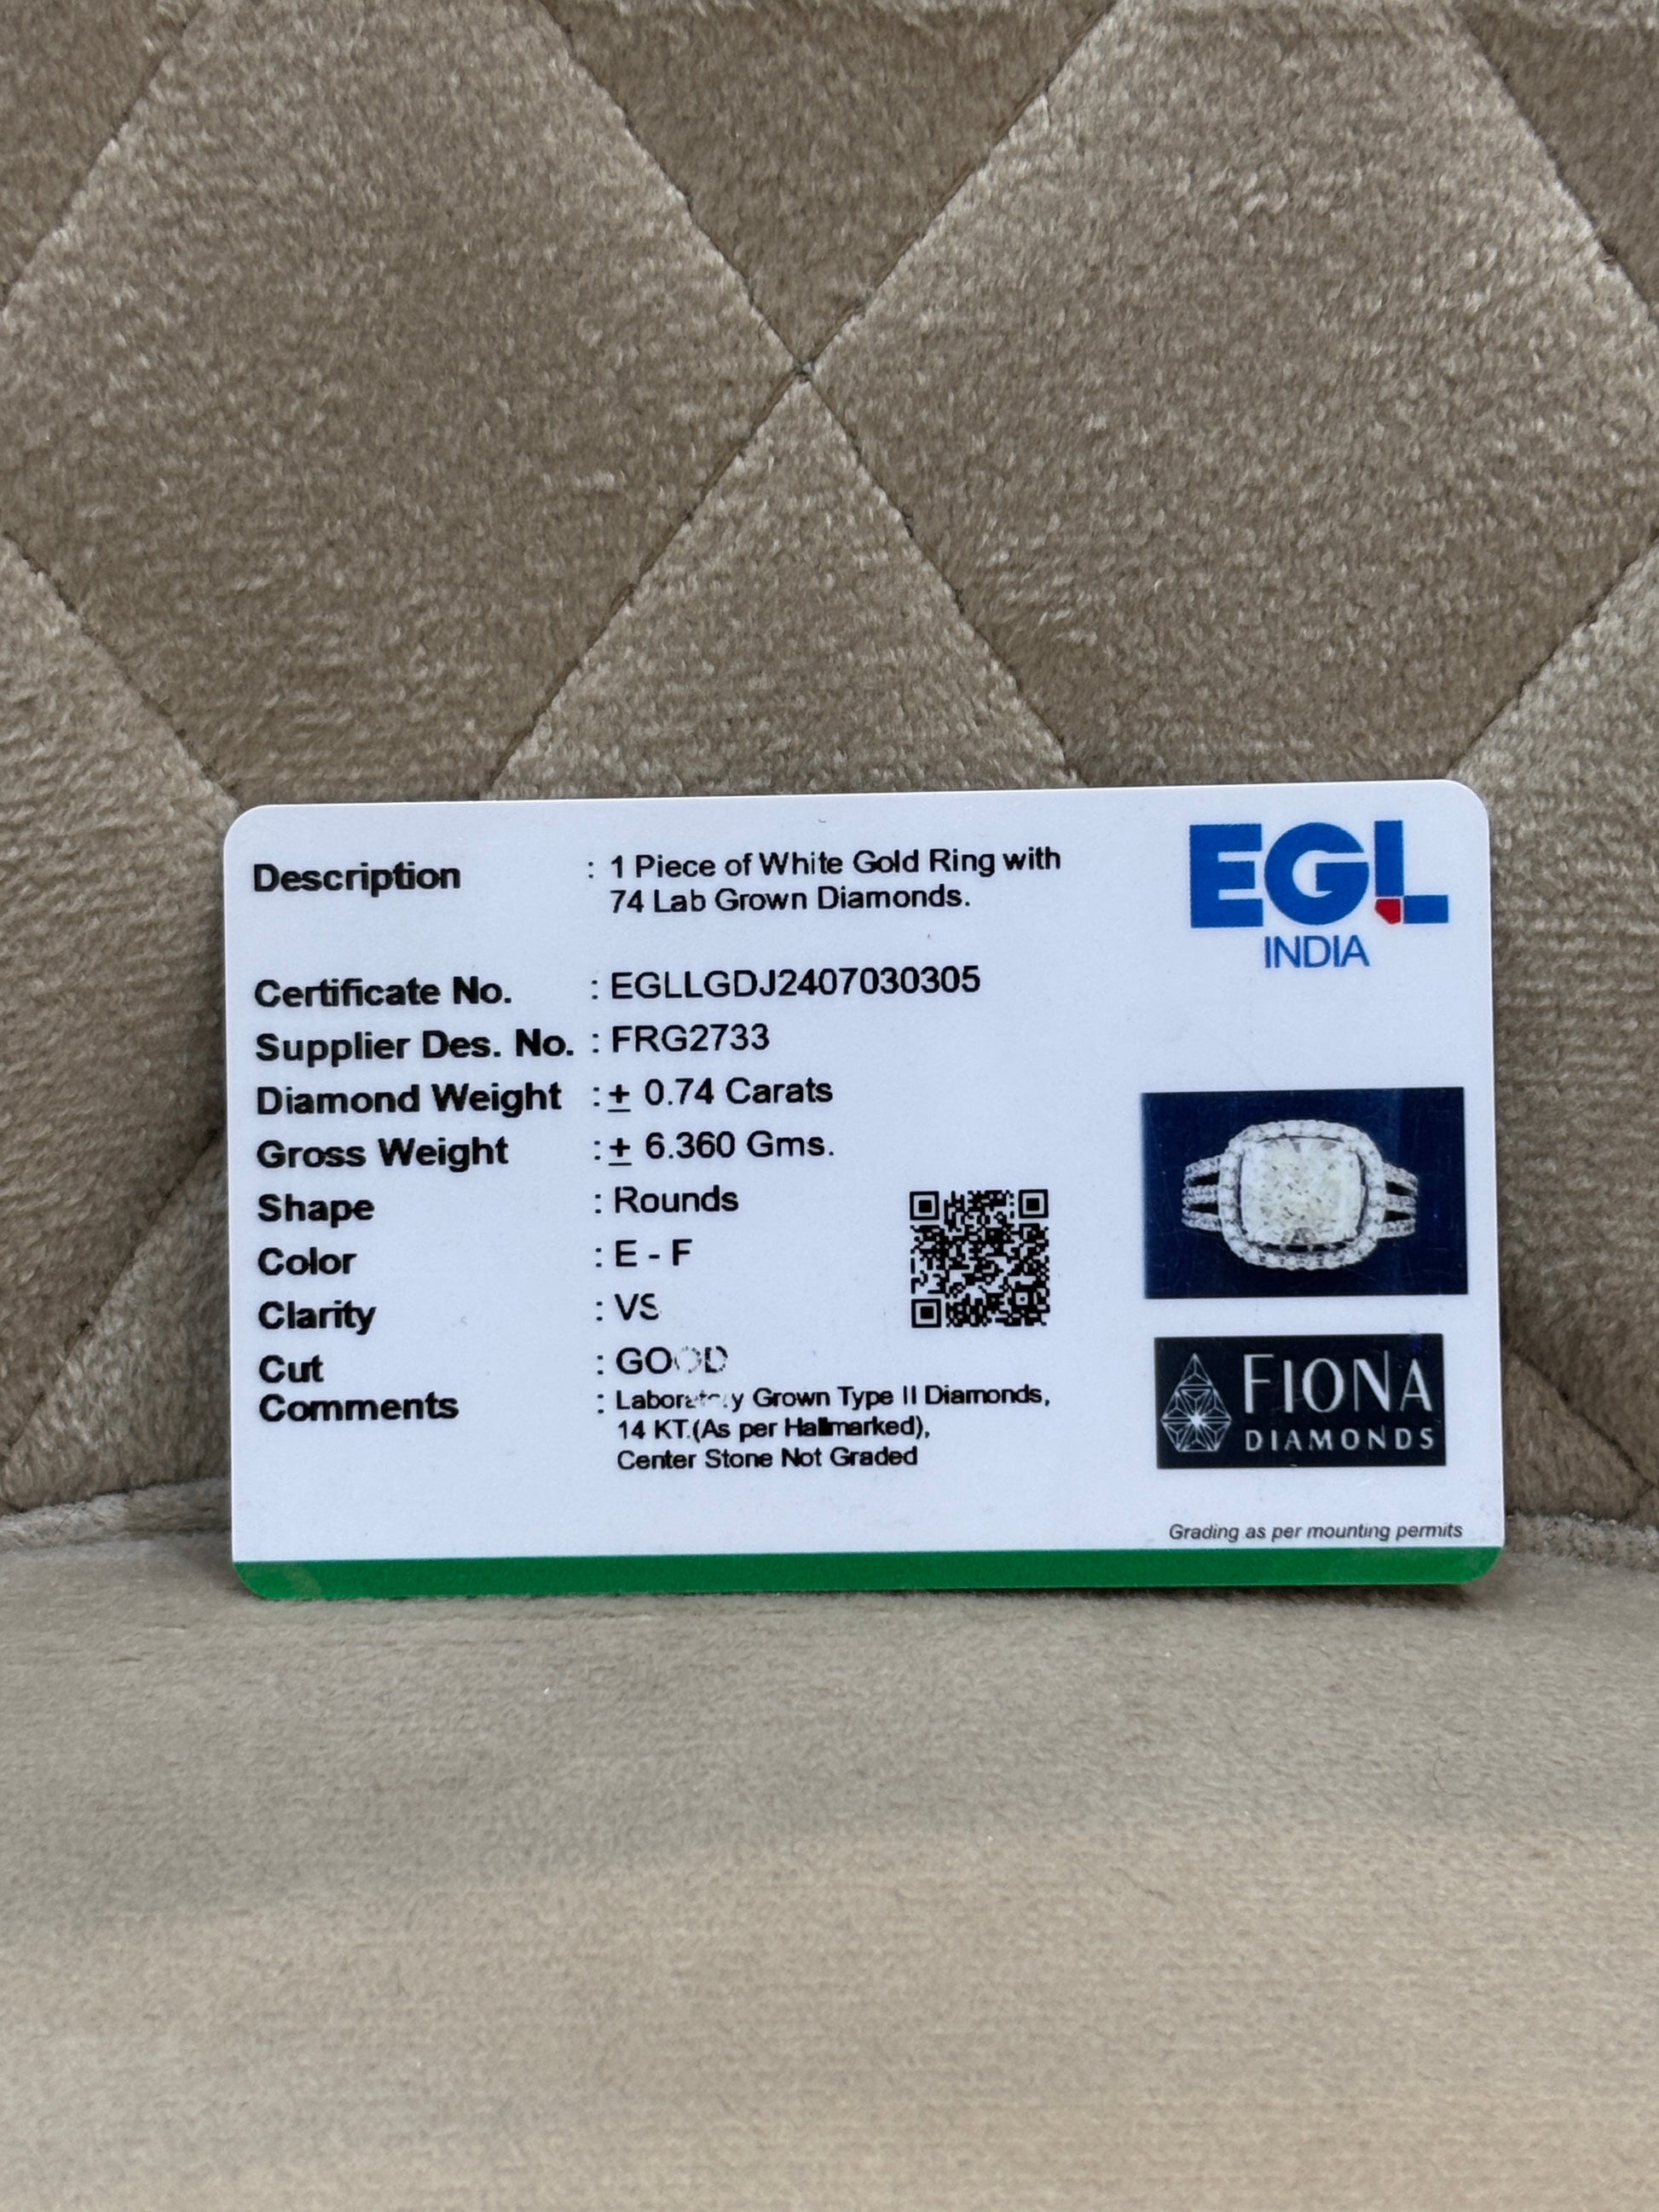 Description : 1 Piece of White Gold Ring with
74 Lab Grown Diamonds.
Certificate No. : EGLLGDJ2407030305
Supplier Des. No. : FRG2733
Diamond Weight :± 0.74 Carats
Gross Weight :± 6.360 Gms.
Shape : Rounds
Color : E - F
Clarity : VS
Cut : GOOD
Comments : Laboratory Grown Type II Diamonds,
14 KT.(As per Hallmarked),
Center Stone Not Graded
EGL
INDIA
FIONA
DIAMONDS
Grading as per mounting permits